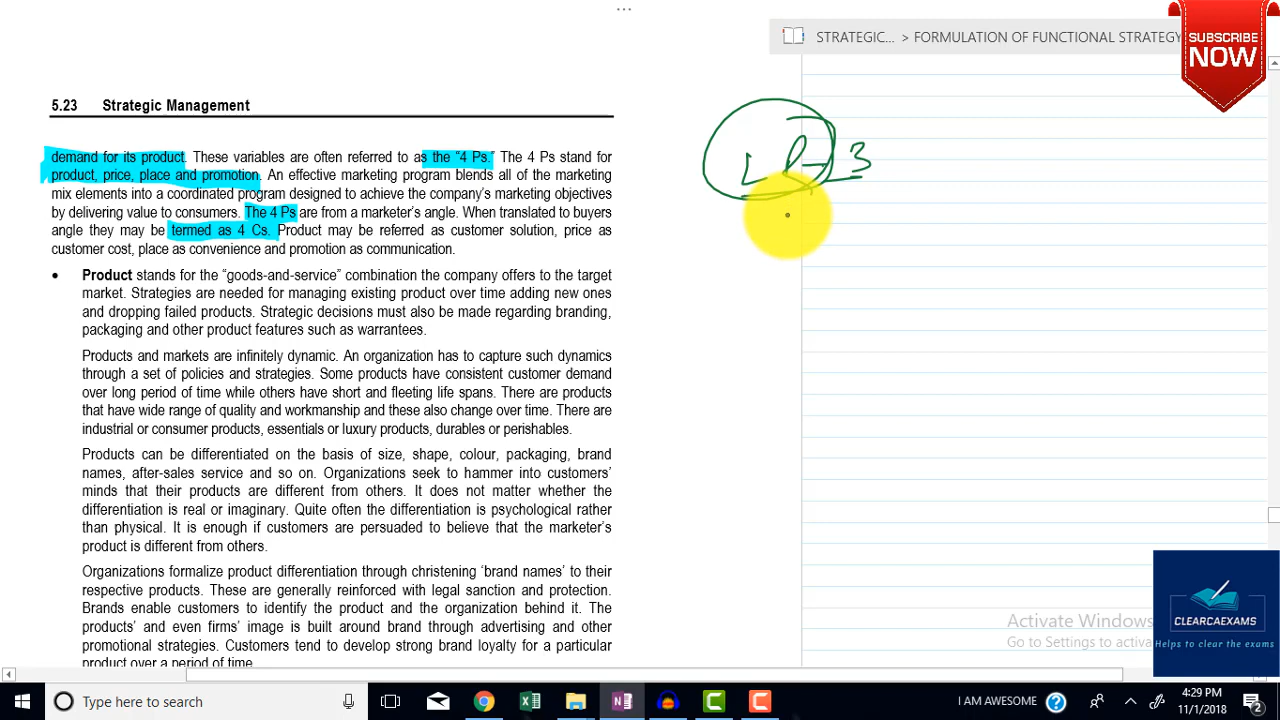 STRATEGIC... > FORMULATION OF FUNCTIONAL STRATEGY
SUBSCRIBE
NOW
5.23 Strategic Management
demand for its product. These variables are often referred to as the “4 Ps.” The 4 Ps stand for
product, price, place and promotion. An effective marketing program blends all of the marketing
mix elements into a coordinated program designed to achieve the company's marketing objectives
by delivering value to consumers. The 4 Ps are from a marketer's angle. When translated to buyers
angle they may be termed as 4 Cs. Product may be referred as customer solution, price as
customer cost, place as convenience and promotion as communication.
• Product stands for the “goods-and-service” combination the company offers to the target
market. Strategies are needed for managing existing product over time adding new ones
and dropping failed products. Strategic decisions must also be made regarding branding,
packaging and other product features such as warrantees.
Products and markets are infinitely dynamic. An organization has to capture such dynamics
through a set of policies and strategies. Some products have consistent customer demand
over long period of time while others have short and fleeting life spans. There are products
that have wide range of quality and workmanship and these also change over time. There are
industrial or consumer products, essentials or luxury products, durables or perishables.
Products can be differentiated on the basis of size, shape, colour, packaging, brand
names, after-sales service and so on. Organizations seek to hammer into customers'
minds that their products are different from others. It does not matter whether the
differentiation is real or imaginary. Quite often the differentiation is psychological rather
than physical. It is enough if customers are persuaded to believe that the marketer's
product is different from others.
Organizations formalize product differentiation through christening ‘brand names’ to their
respective products. These are generally reinforced with legal sanction and protection.
Brands enable customers to identify the product and the organization behind it. The
products’ and even firms’ image is built around brand through advertising and other
promotional strategies. Customers tend to develop strong brand loyalty for a particular
product over a period of time.
3
CLEARCAEXAMS
Helps to clear the exams
Activate Windows
Go to Settings to activa
Type here to search
I AM AWESOME
4:29 PM
11/1/2018
2